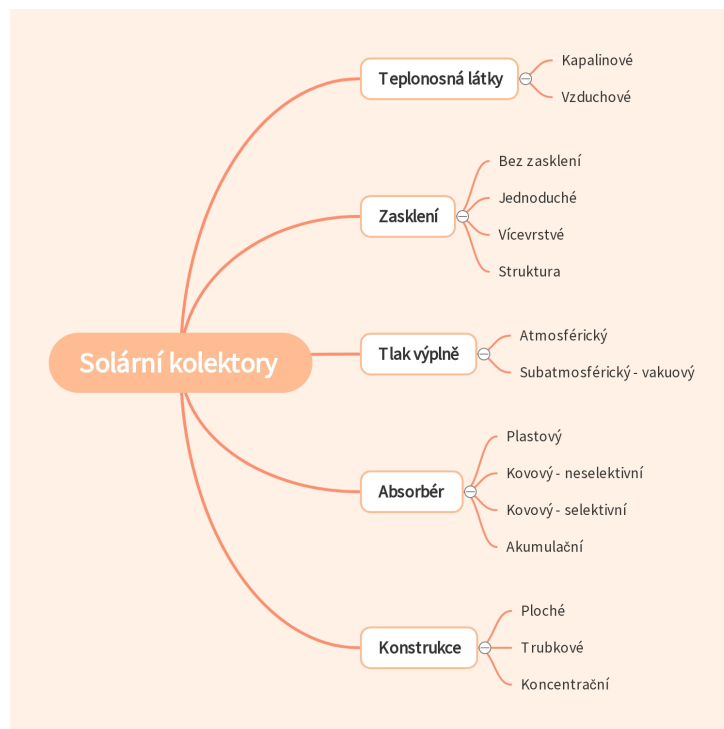 Solární kolektory
Teplonosná látky
Kapalinové
Vzduchové
Zasklení
Bez zasklení
Jednoduché
Vícevrstvé
Struktura
Tlak výplně
Atmosférický
Subatmosférický - vakuový
Absorbér
Plastový
Kovový - neselektivní
Kovový - selektivní
Akumulační
Konstrukce
Ploché
Trubkové
Koncentrační